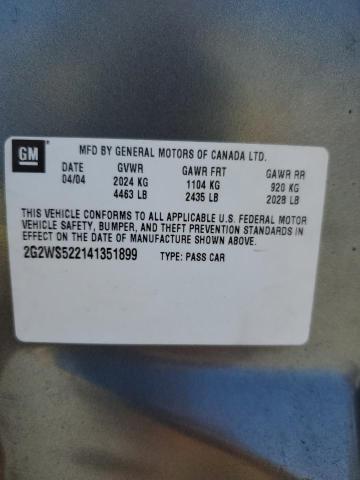 GM MFD BY GENERAL MOTORS OF CANADA LTD.
DATE GVWR GAWR FRT GAWR RR
04/04 2024 KG 1104 KG 920 KG
4463 LB 2435 LB 2028 LB
THIS VEHICLE CONFORMS TO ALL APPLICABLE U.S. FEDERAL MOTOR
VEHICLE SAFETY, BUMPER, AND THEFT PREVENTION STANDARDS IN
EFFECT ON THE DATE OF MANUFACTURE SHOWN ABOVE.
2G2WS522141351899 TYPE: PASS CAR